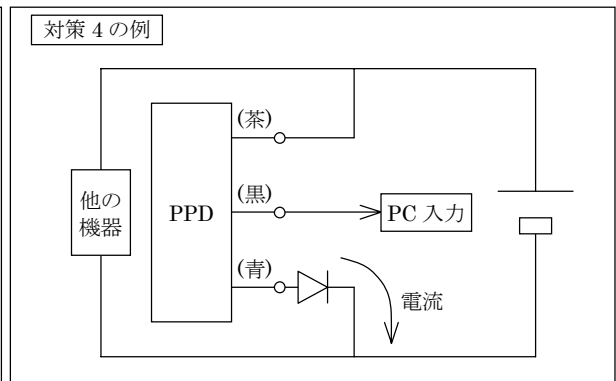 対策 4 の例
(茶)
他の
機器
PPD
(黒)
PC 入力
(青)
電流